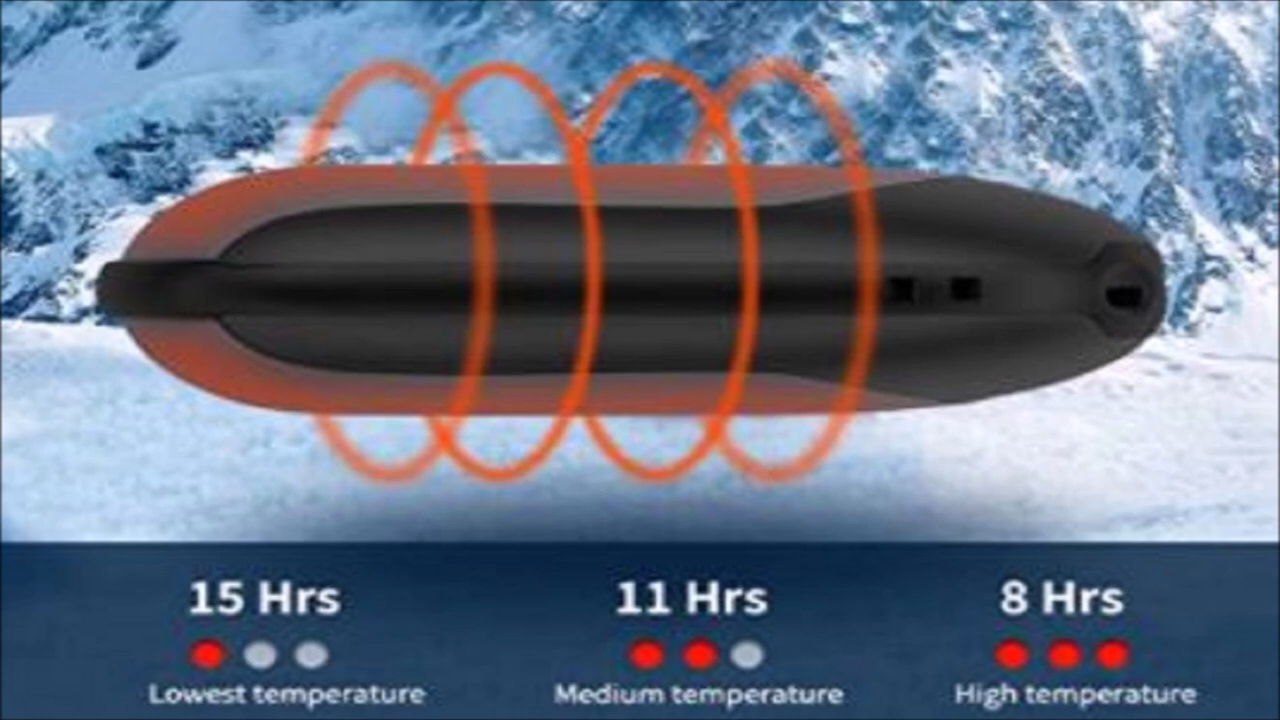 15 Hrs
11 Hrs
8 Hrs
Lowest temperature
Medium temperature
High temperature